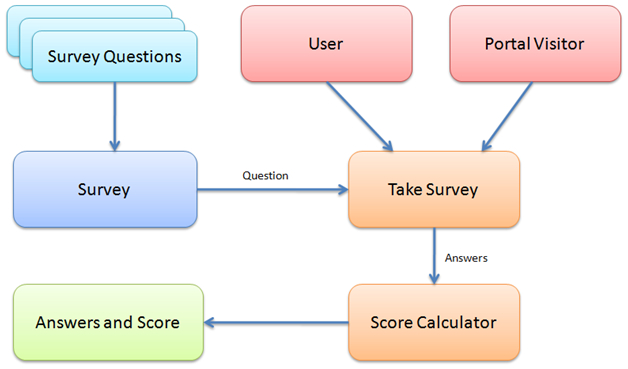 Survey Questions
User
Portal Visitor
Survey
Question
Take Survey
Answers
Answers and Score
Score Calculator